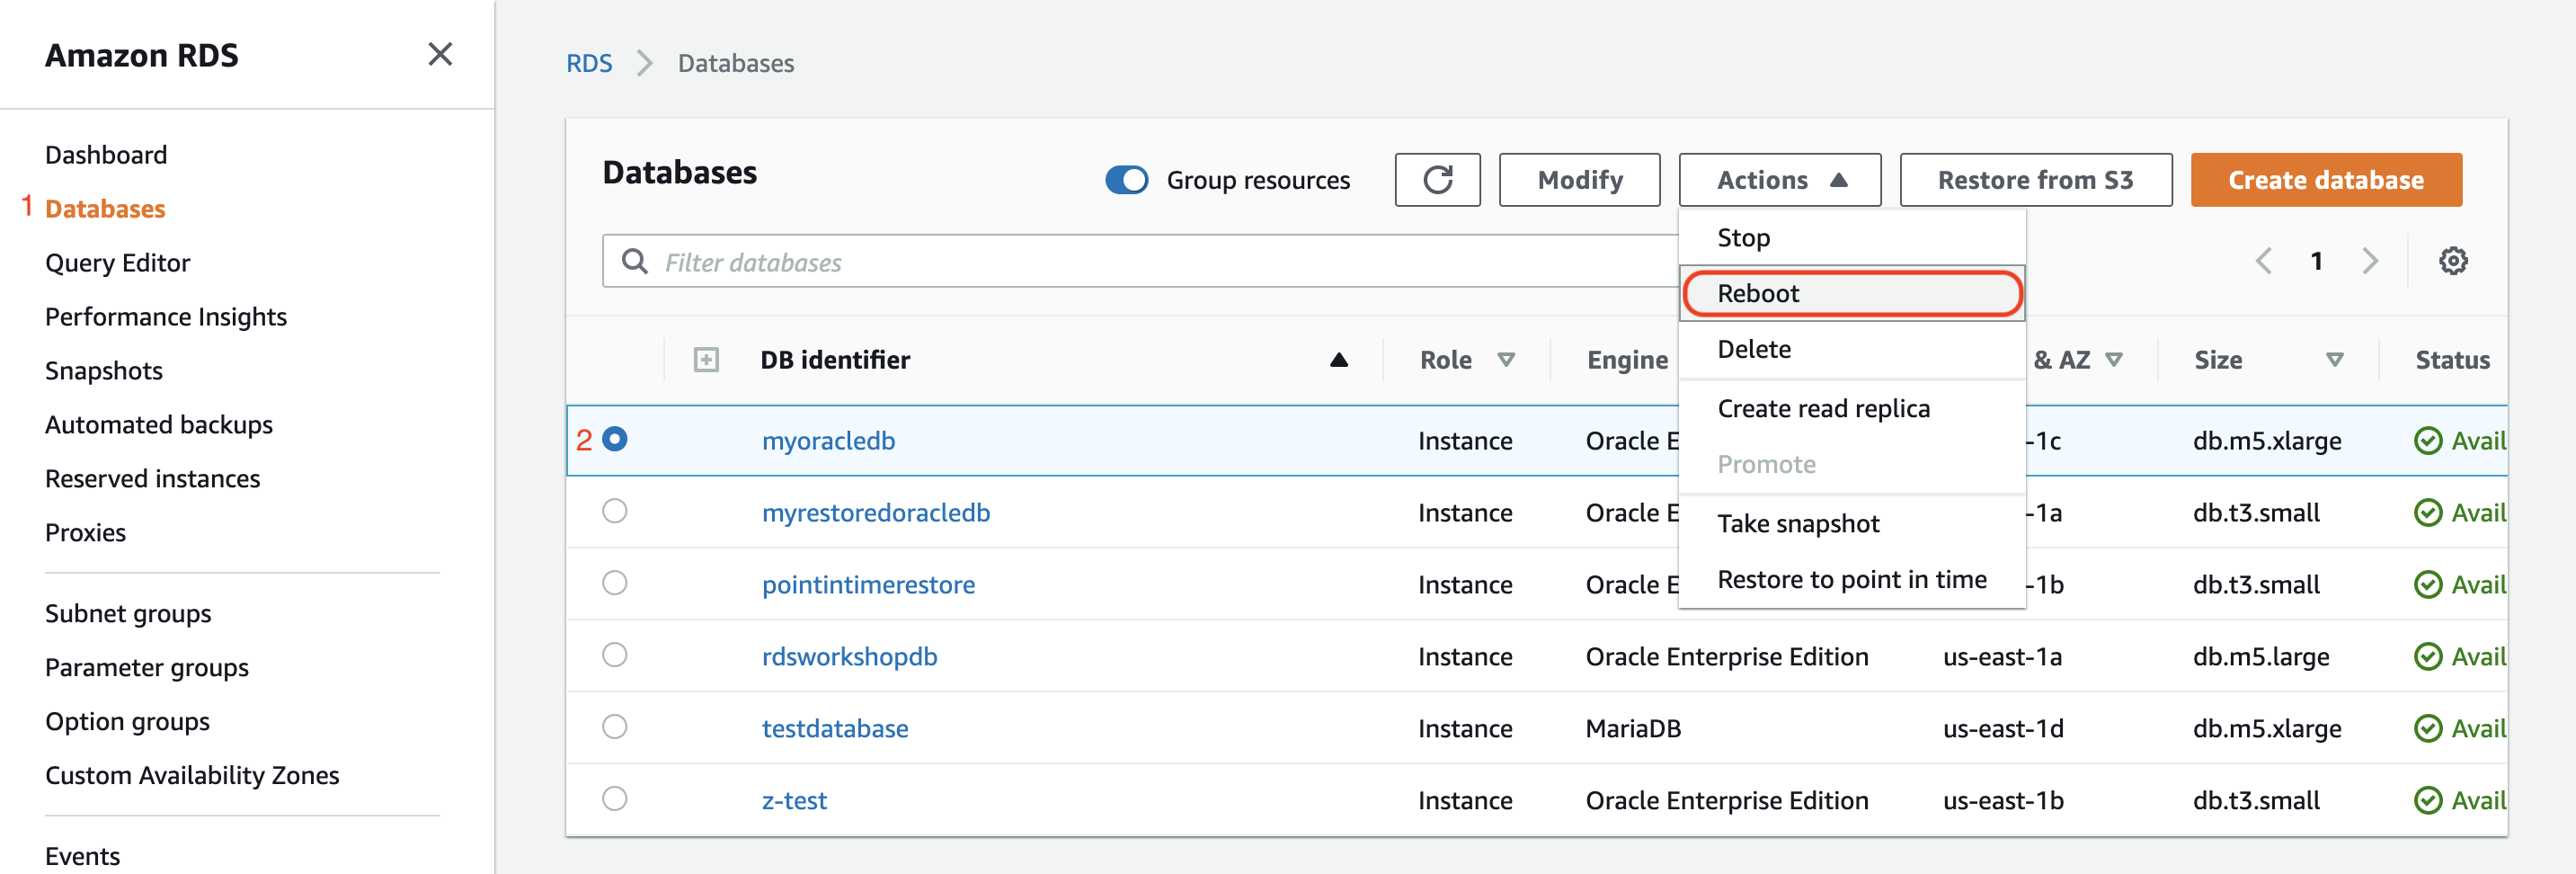 Amazon RDS
Dashboard
1 Databases
Query Editor
Performance Insights
Snapshots
Automated backups
Reserved instances
Proxies
Subnet groups
Parameter groups
Option groups
Custom Availability Zones
Events
RDS > Databases
Databases Group resources Modify Actions Restore from S3 Create database
Filter databases 1
Stop
Reboot
Delete
Create read replica
Promote
Take snapshot
Restore to point in time
DB identifier Role Engine & AZ Size Status
2 myoracledb Instance Oracle E -1c db.m5.xlarge Avail
myrestoredoracledb Instance Oracle E -1a db.t3.small Avail
pointintimerestore Instance Oracle E -1b db.t3.small Avail
rdsworkshopdb Instance Oracle Enterprise Edition us-east-1a db.m5.large Avail
testdatabase Instance MariaDB us-east-1d db.m5.xlarge Avail
z-test Instance Oracle Enterprise Edition us-east-1b db.t3.small Avail